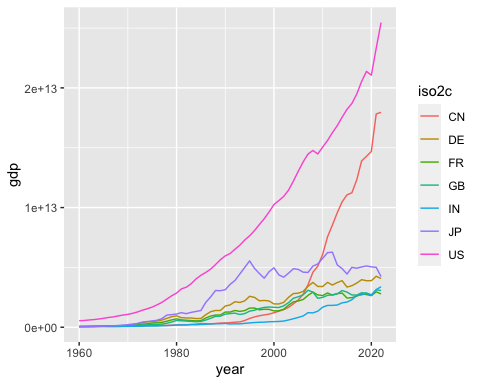 gdp
2e+13
1e+13
0e+00
1960
1980
2000
2020
year
iso2c
CN
DE
FR
GB
IN
JP
US